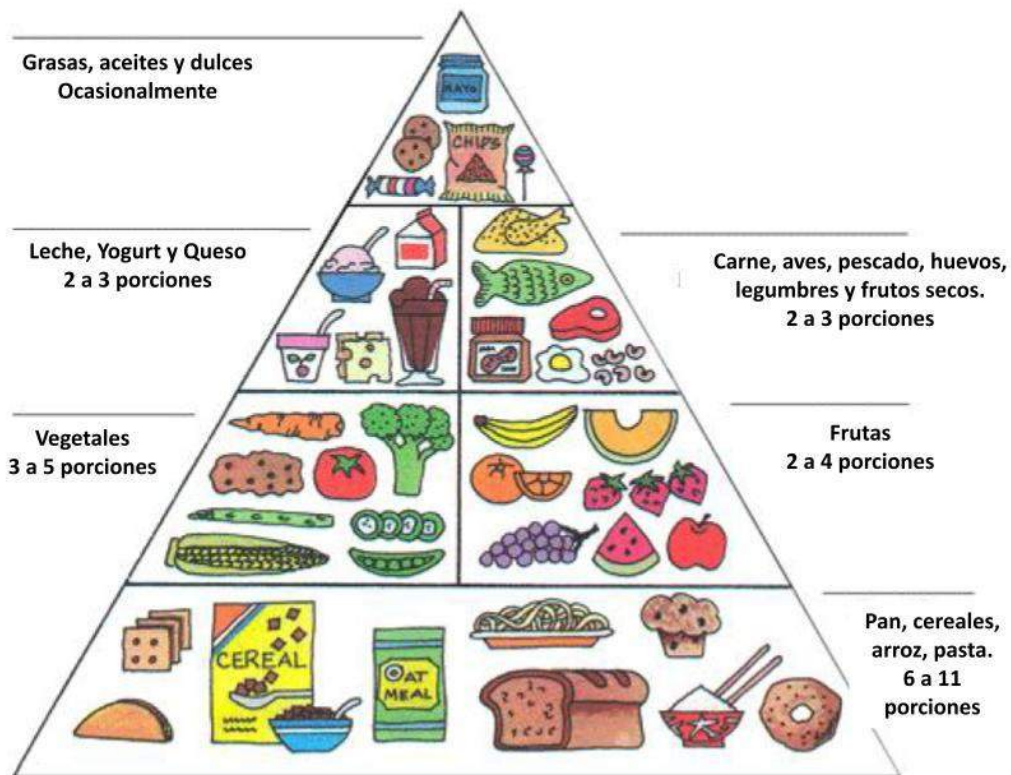 Grasas, aceites y dulces
Ocasionalmente
MAYO
CHIPS
Leche, Yogurt y Queso
2 a 3 porciones
Carne, aves, pescado, huevos,
legumbres y frutos secos.
2 a 3 porciones
Vegetales
3 a 5 porciones
Frutas
2 a 4 porciones
CEREAL
OAT
MEAL
Pan, cereales,
arroz, pasta.
6 a 11
porciones